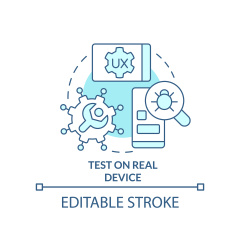 UX
TEST ON REAL
DEVICE
EDITABLE STROKE